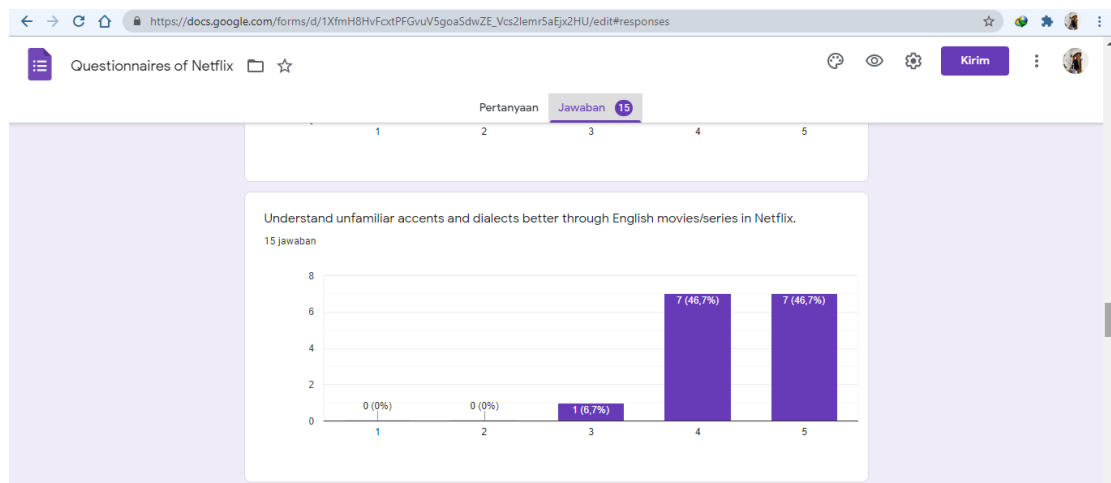 https://docs.google.com/forms/d/1XfmH8HvFcxtPFGvuV5goaSdwZE_Vcs2lemr5aEjx2HU/edit#responses
Questionnaires of Netflix
Kirim
Pertanyaan Jawaban 15
1 2 3 4 5
Understand unfamiliar accents and dialects better through English movies/series in Netflix.
15 jawaban
8
6
4
2
0
7 (46,7%) 7 (46,7%)
0 (0%) 0 (0%) 1 (6,7%)
1 2 3 4 5